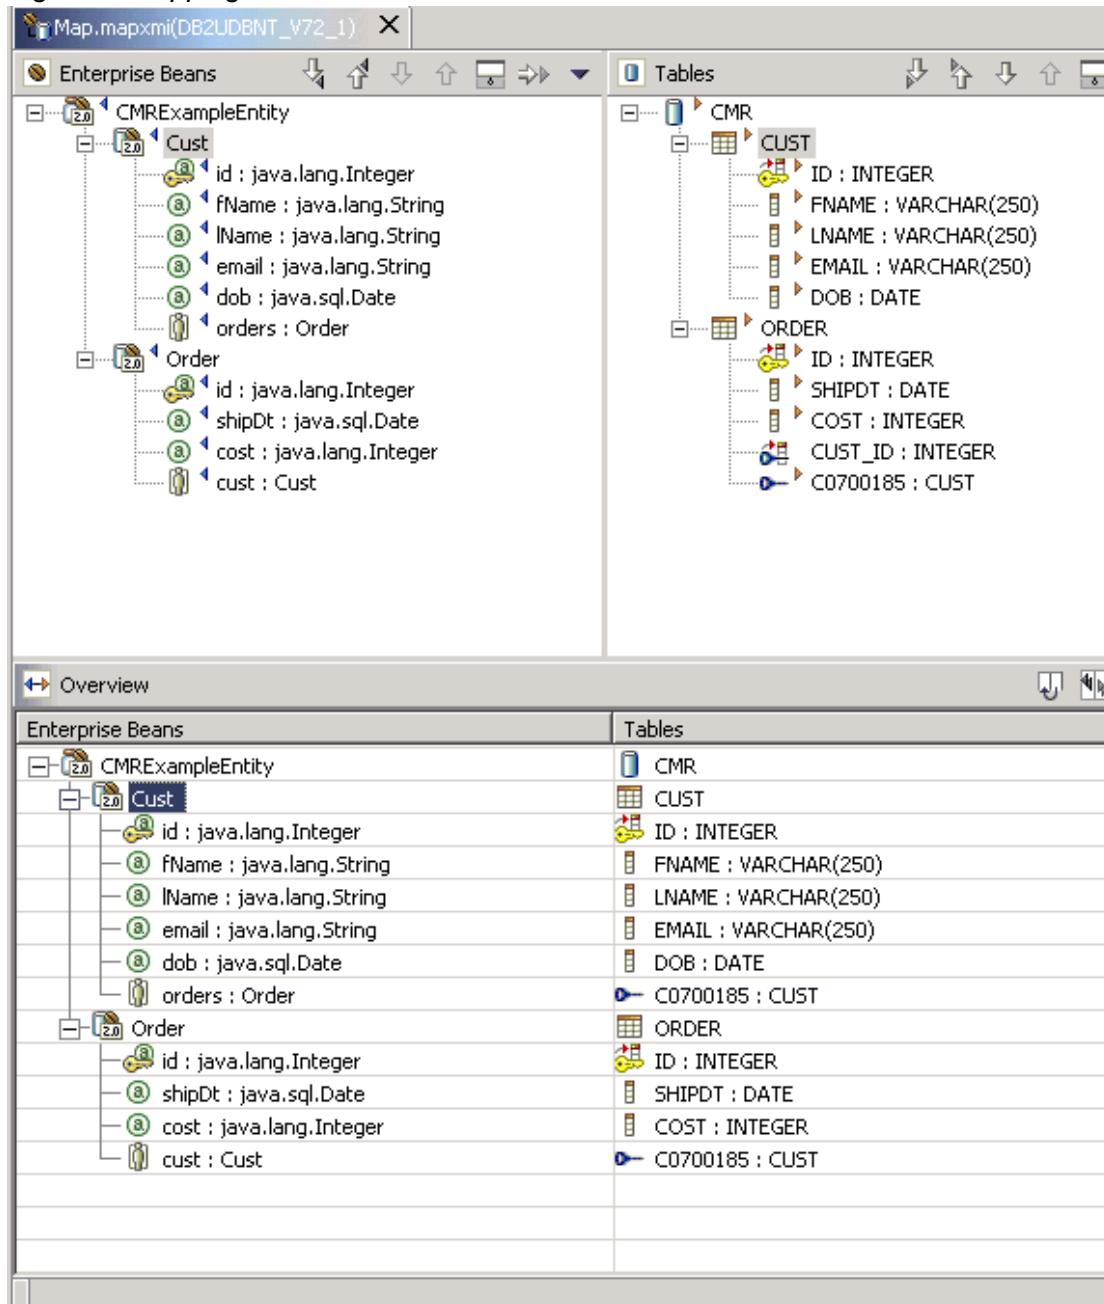 Map.mapxmi(DB2UDBNT_V72_1)
Enterprise Beans
CMRExampleEntity
2.0
Cust
2.0
id : java.lang.Integer
fName : java.lang.String
lName : java.lang.String
email : java.lang.String
dob : java.sql.Date
orders : Order
Order
2.0
id : java.lang.Integer
shipDt : java.sql.Date
cost : java.lang.Integer
cust : Cust
Tables
CMR
CUST
ID : INTEGER
FNAME : VARCHAR(250)
LNAME : VARCHAR(250)
EMAIL : VARCHAR(250)
DOB : DATE
ORDER
ID : INTEGER
SHIPDT : DATE
COST : INTEGER
CUST_ID : INTEGER
C0700185 : CUST
Overview
Enterprise Beans Tables
CMRExampleEntity CMR
Cust CUST
id : java.lang.Integer ID : INTEGER
fName : java.lang.String FNAME : VARCHAR(250)
lName : java.lang.String LNAME : VARCHAR(250)
email : java.lang.String EMAIL : VARCHAR(250)
dob : java.sql.Date DOB : DATE
orders : Order C0700185 : CUST
Order ORDER
id : java.lang.Integer ID : INTEGER
shipDt : java.sql.Date SHIPDT : DATE
cost : java.lang.Integer COST : INTEGER
cust : Cust C0700185 : CUST